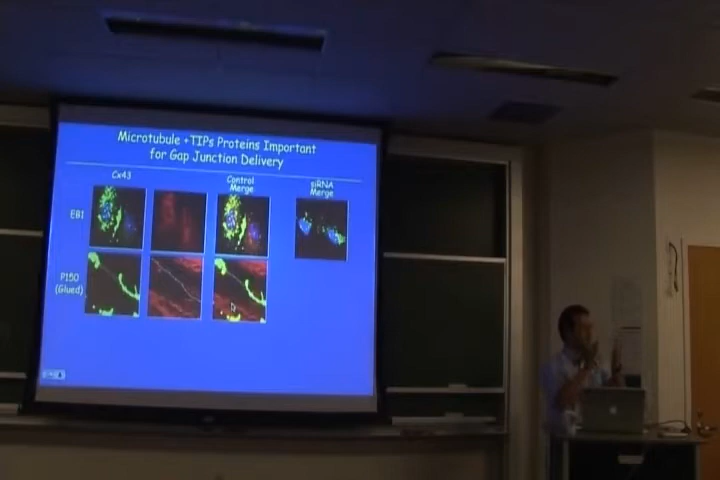 Microtubule +TIPs Proteins Important
for Gap Junction Delivery
Cx43
Control
Merge
siRNA
Merge
EB1
P150
(Glued)